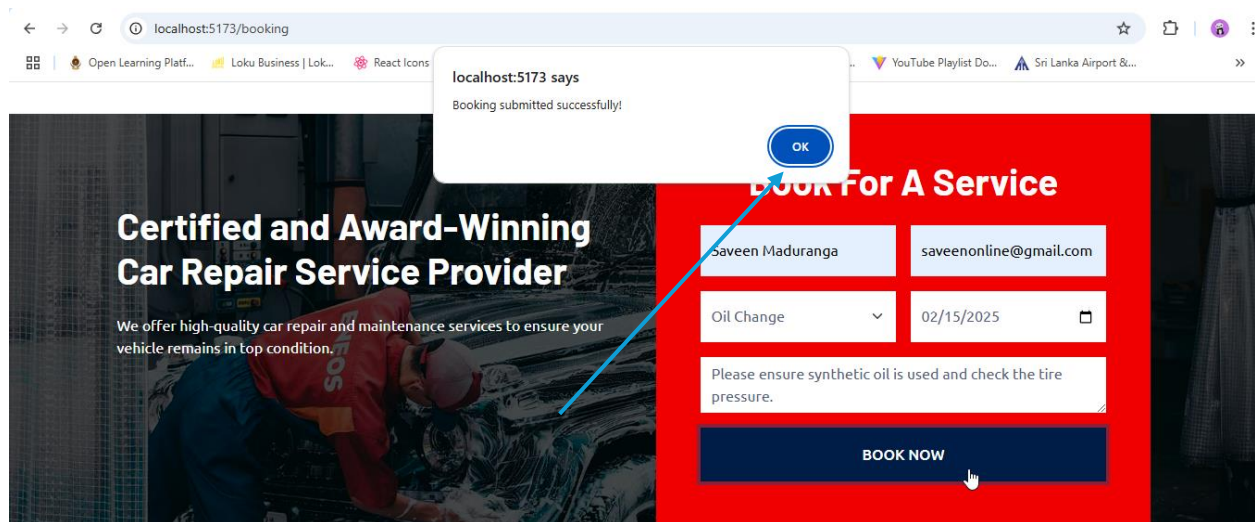 localhost:5173/booking
Open Learning Platf...
Loku Business | Lok...
React Icons
YouTube Playlist Do...
Sri Lanka Airport &...
localhost:5173 says
Booking submitted successfully!
OK
Book For A Service
Certified and Award-Winning
Car Repair Service Provider
We offer high-quality car repair and maintenance services to ensure your
vehicle remains in top condition.
ENEOS
Saveen Maduranga
saveenonline@gmail.com
Oil Change
02/15/2025
Please ensure synthetic oil is used and check the tire
pressure.
BOOK NOW